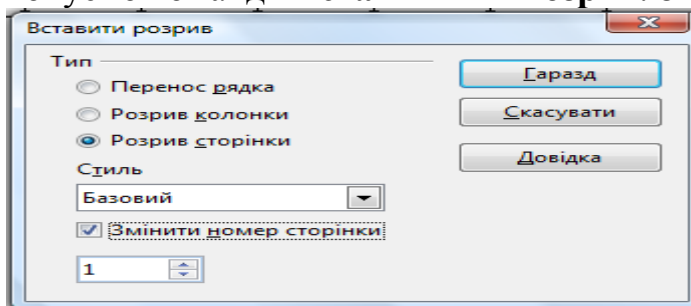 Вставити розрив
Тип
Перенос рядка
Розрив колонки
Розрив сторінки
Стиль
Базовий
Змінити номер сторінки
1
Гаразд
Скасувати
Довідка